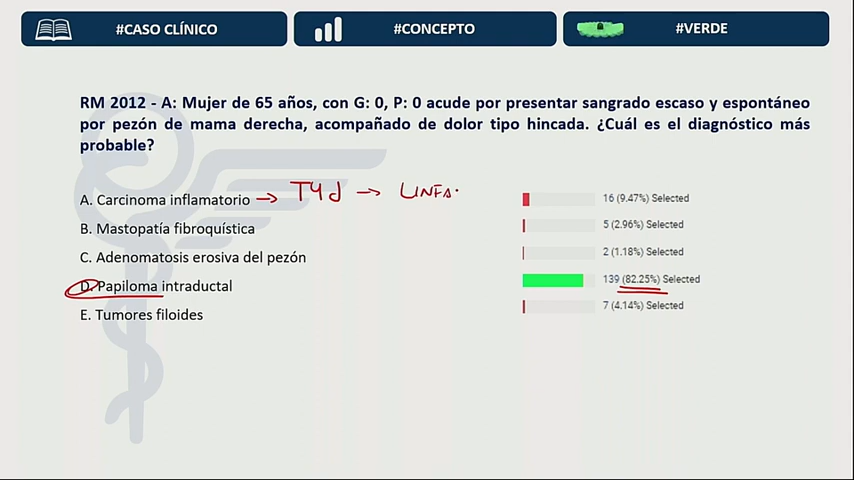 #CASO CLÍNICO
#CONCEPTO
#VERDE
RM 2012 - A: Mujer de 65 años, con G: 0, P: 0 acude por presentar sangrado escaso y espontáneo
por pezón de mama derecha, acompañado de dolor tipo hincada. ¿Cuál es el diagnóstico más
probable?
A. Carcinoma inflamatorio → T4d → LINFA.
16 (9.47%) Selected
B. Mastopatía fibroquística
5 (2.96%) Selected
C. Adenomatosis erosiva del pezón
2 (1.18%) Selected
D. Papiloma intraductal
139 (82.25%) Selected
E. Tumores filoides
7 (4.14%) Selected